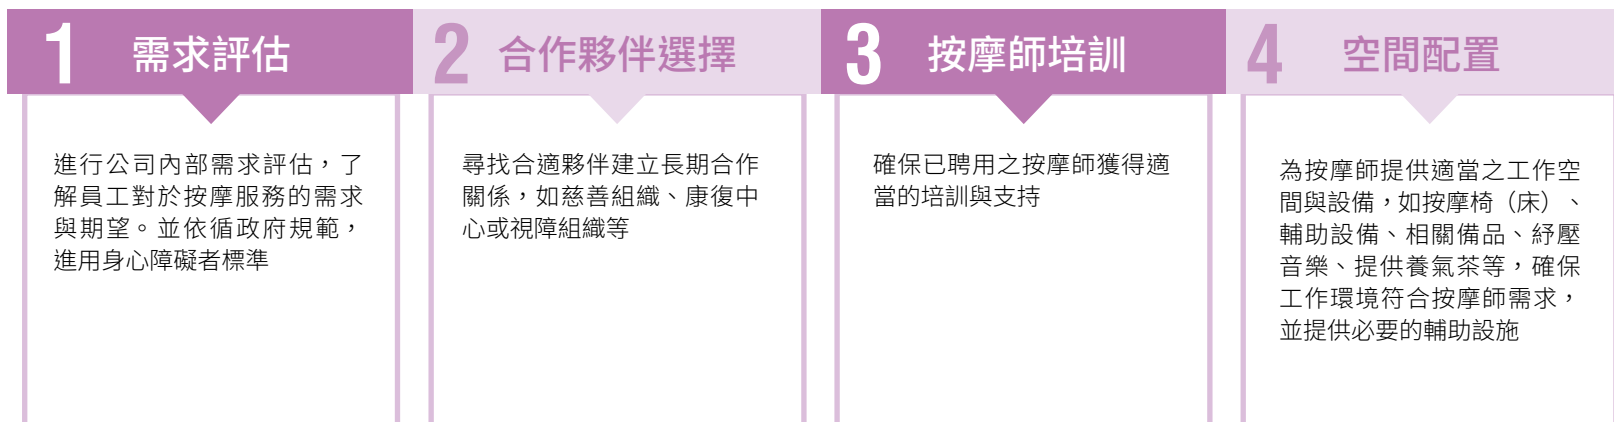 1 需求評估
進行公司內部需求評估，了
解員工對於按摩服務的需求
與期望。並依循政府規範，
進用身心障礙者標準
2 合作夥伴選擇
尋找合適夥伴建立長期合作
關係，如慈善組織、康復中
心或視障組織等
3 按摩師培訓
確保已聘用之按摩師獲得適
當的培訓與支持
4 空間配置
為按摩師提供適當之工作空
間與設備，如按摩椅（床）、
輔助設備、相關備品、紓壓
音樂、提供養氣茶等，確保
工作環境符合按摩師需求，
並提供必要的輔助設施